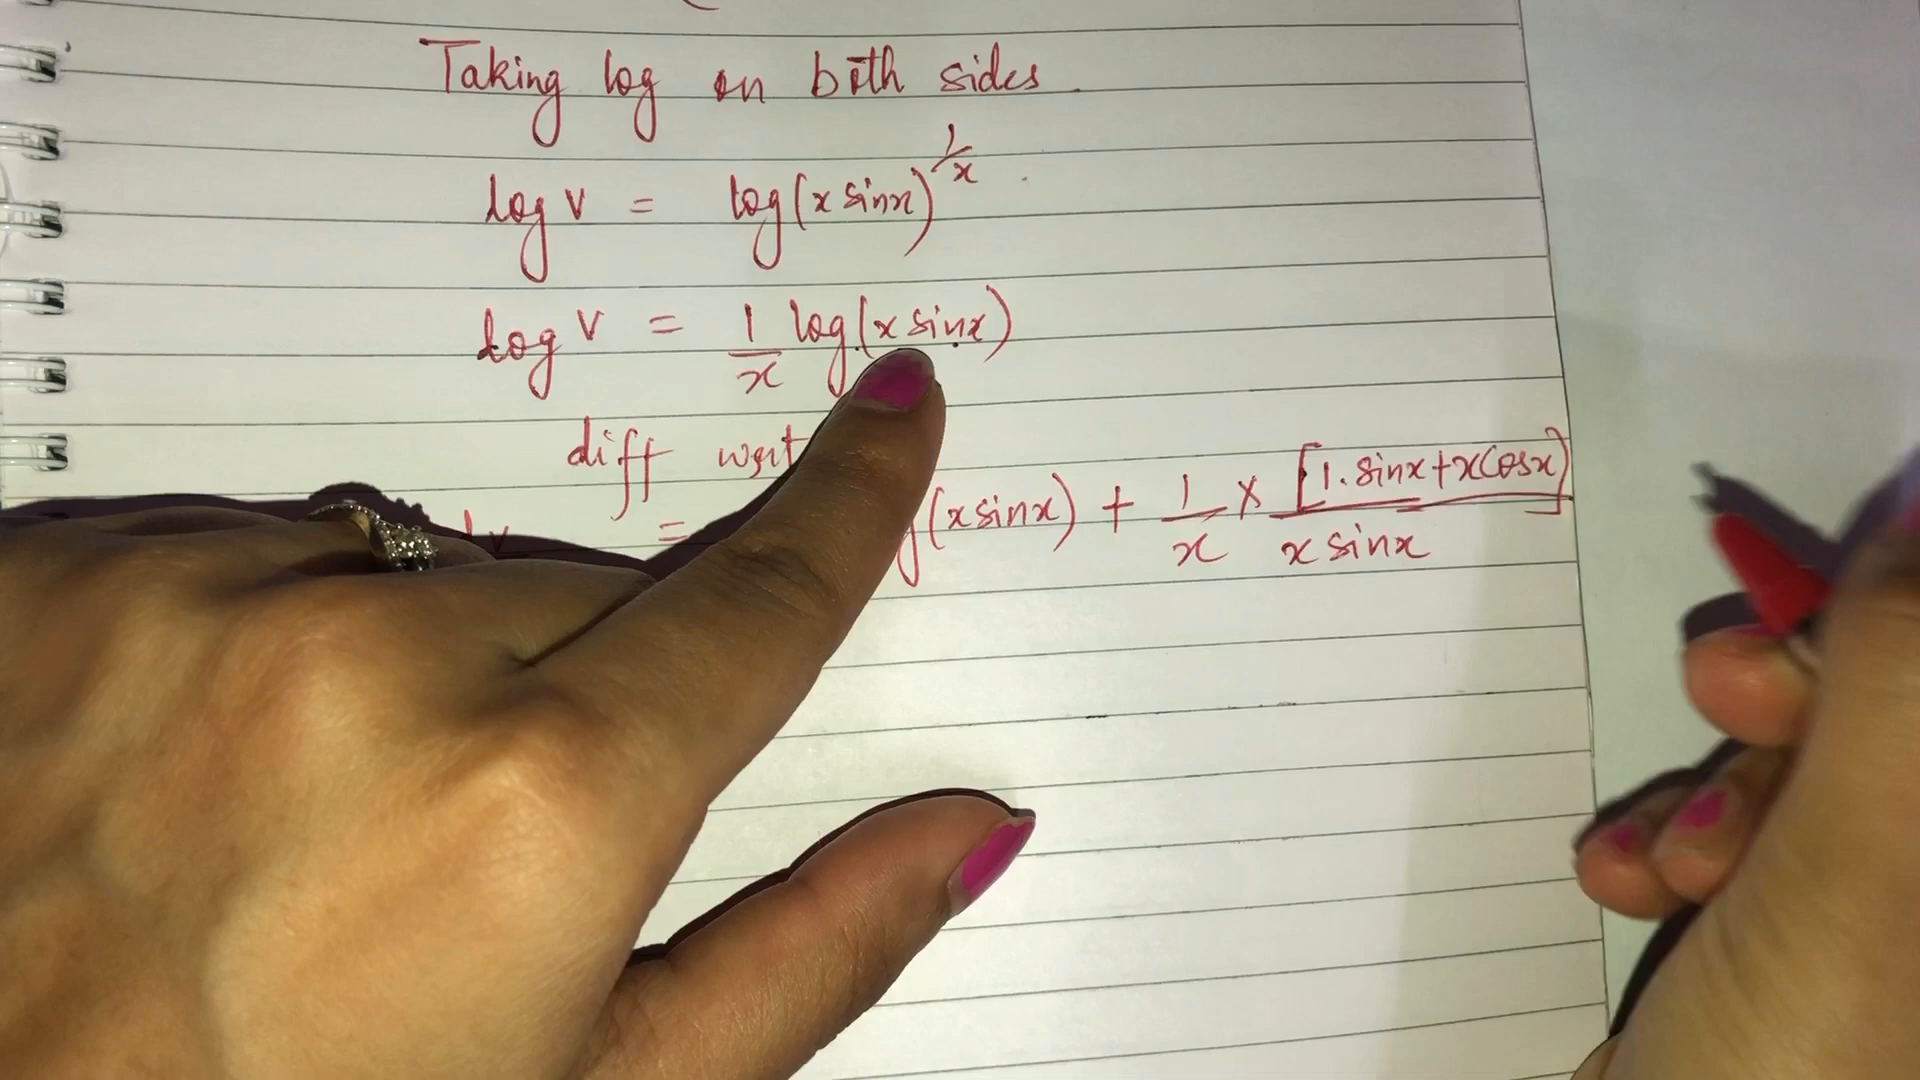 Taking log on both sides.
log v = log(x sinx)^1/x
log v = 1/x log(x sinx)
diff wrt
= (x sinx) + 1/x × [1. sinx + x cosx]/x sinx